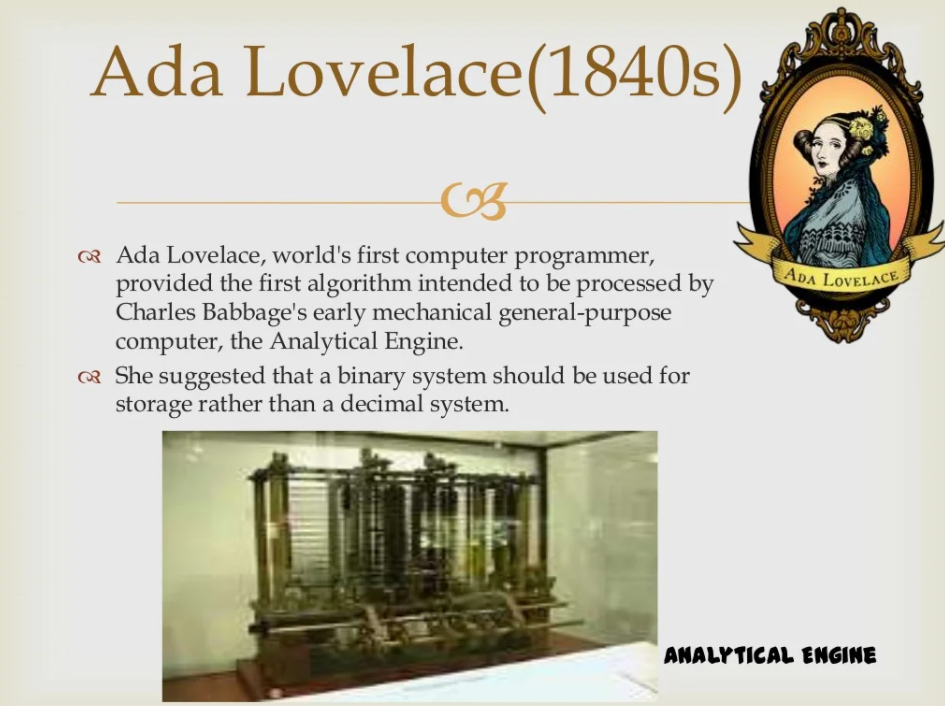 Ada Lovelace(1840s)
ADA LOVELACE
Ada Lovelace, world's first computer programmer,
provided the first algorithm intended to be processed by
Charles Babbage's early mechanical general-purpose
computer, the Analytical Engine.
She suggested that a binary system should be used for
storage rather than a decimal system.
ANALYTICAL ENGINE